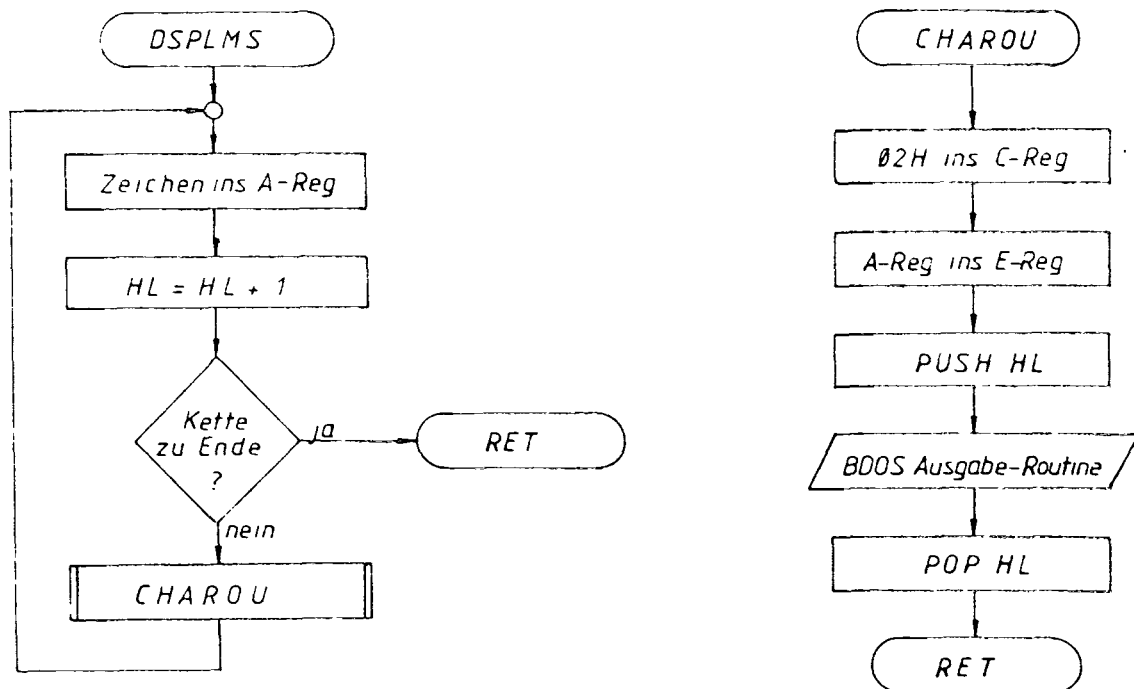 DSPLMS
Zeichen ins A-Reg
HL = HL + 1
Kette
zu Ende
?
ja
RET
nein
CHAROU
CHAROU
Ø2H ins C-Reg
A-Reg ins E-Reg
PUSH HL
BDOS Ausgabe-Routine
POP HL
RET